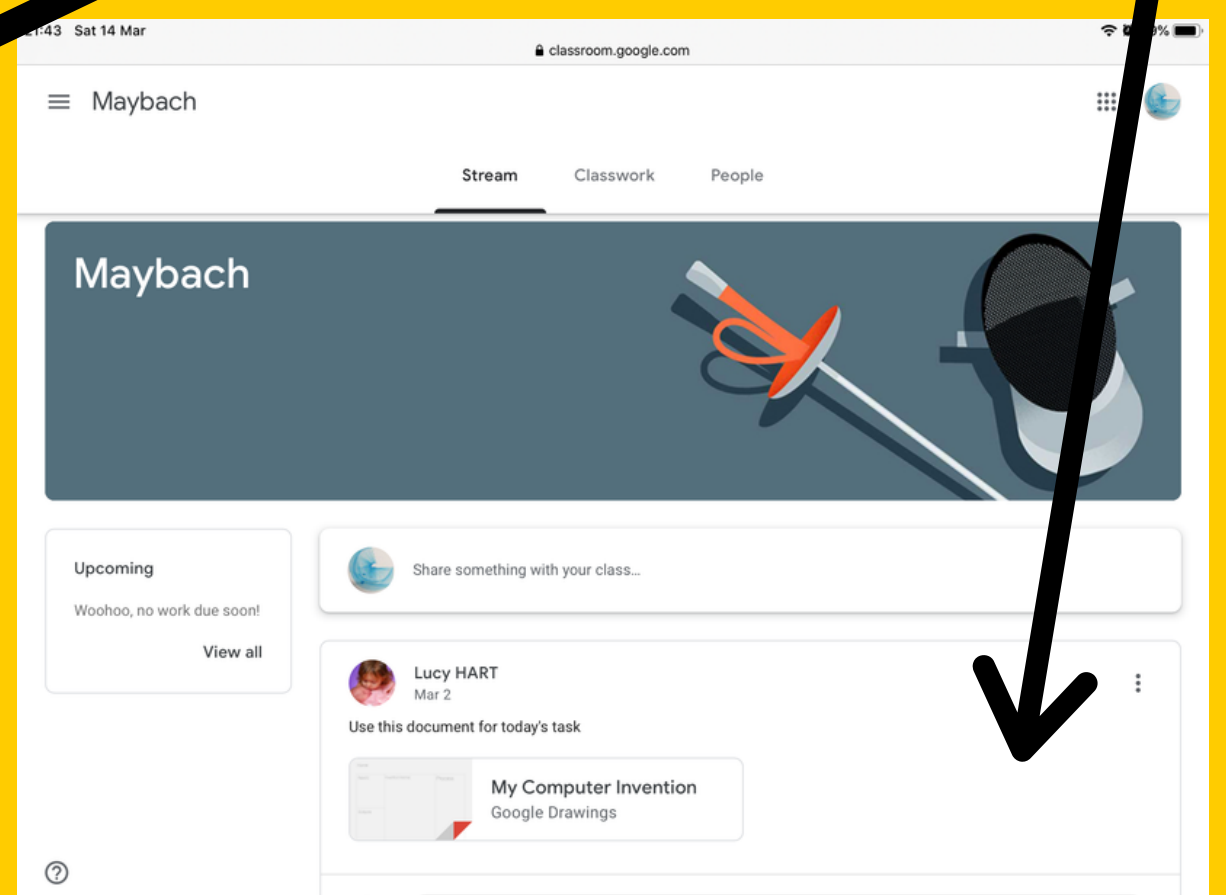 Sat 14 Mar
classroom.google.com
Maybach
Stream Classwork People
Maybach
Upcoming
Woohoo, no work due soon!
View all
Share something with your class...
Lucy HART
Mar 2
Use this document for today's task
My Computer Invention
Google Drawings